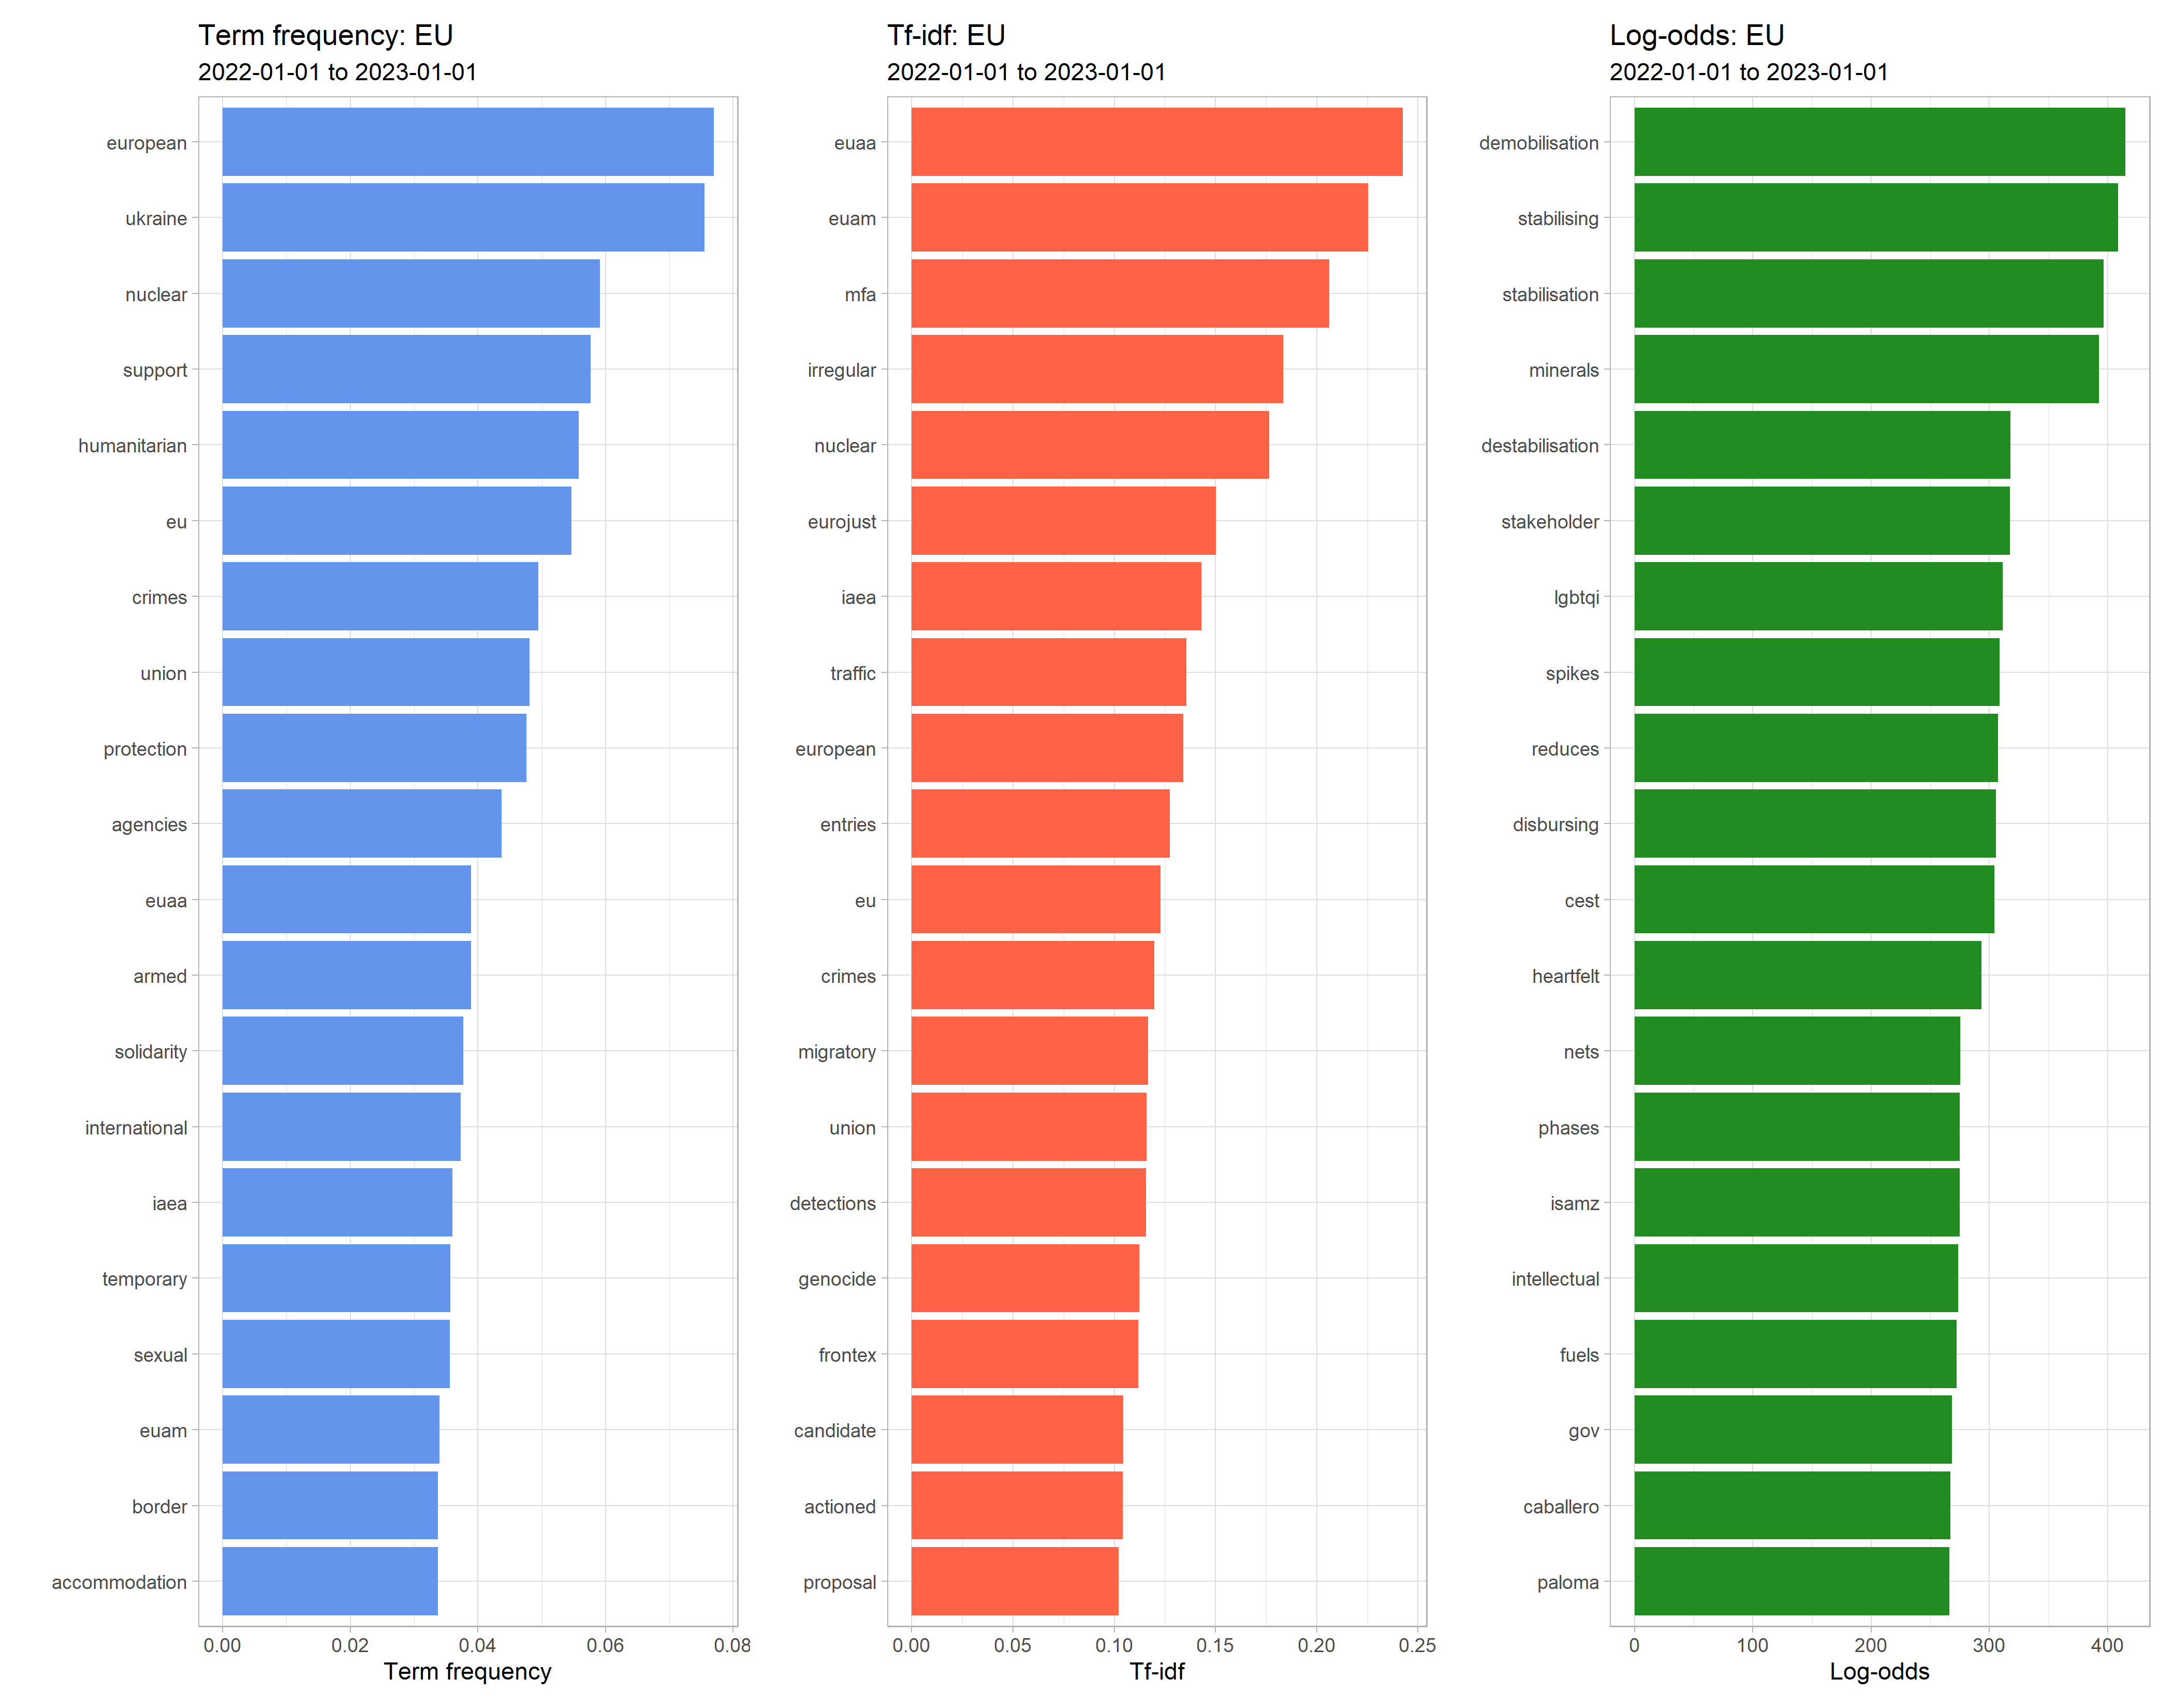 Term frequency: EU
2022-01-01 to 2023-01-01
european
ukraine
nuclear
support
humanitarian
eu
crimes
union
protection
agencies
euaa
armed
solidarity
international
iaea
temporary
sexual
euam
border
accommodation
0.00 0.02 0.04 0.06 0.08
Term frequency
Tf-idf: EU
2022-01-01 to 2023-01-01
euaa
euam
mfa
irregular
nuclear
eurojust
iaea
traffic
european
entries
eu
crimes
migratory
union
detections
genocide
frontex
candidate
actioned
proposal
0.00 0.05 0.10 0.15 0.20 0.25
Tf-idf
Log-odds: EU
2022-01-01 to 2023-01-01
demobilisation
stabilising
stabilisation
minerals
destabilisation
stakeholder
lgbtqi
spikes
reduces
disbursing
cest
heartfelt
nets
phases
isamz
intellectual
fuels
gov
caballero
paloma
0 100 200 300 400
Log-odds